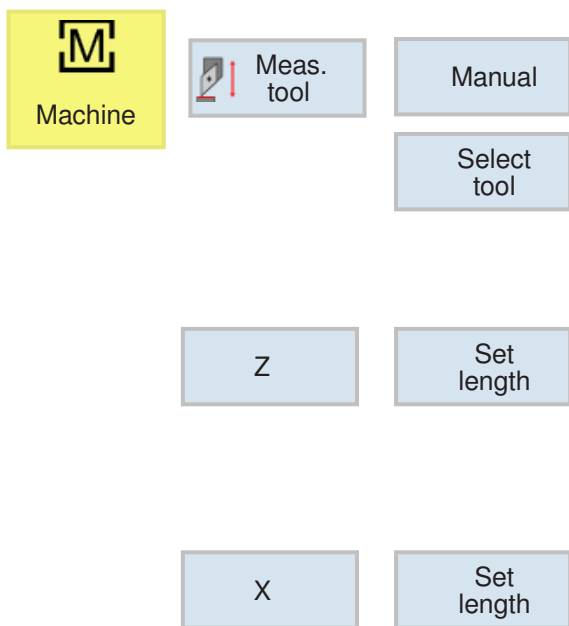 M
Machine
Meas.
tool
Manual
Select
tool
Z
Set
length
X
Set
length